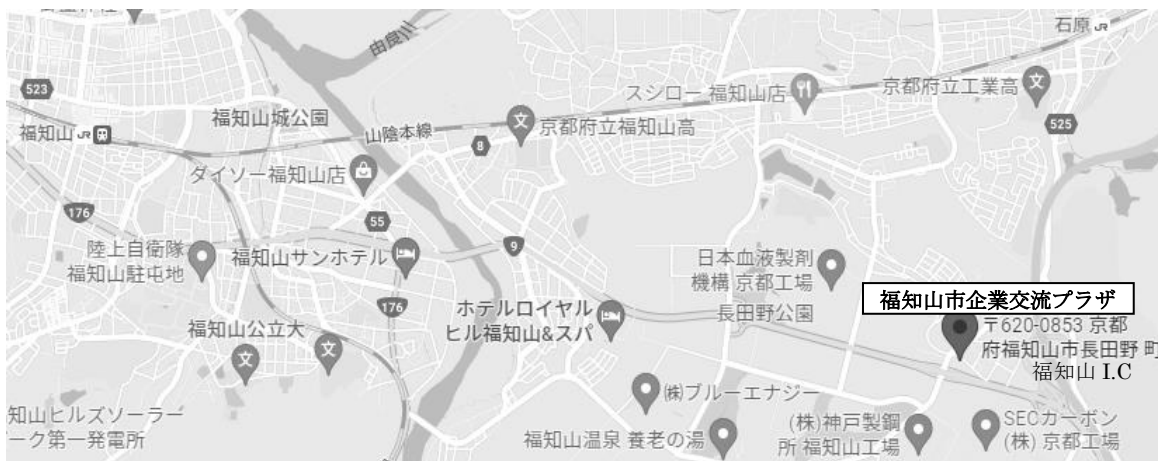 石原 JR
由良川
523
スシロー 福知山店
京都府立工業高
福知山城公園
福知山 JR
山陰本線
8
京都府立福知山高
525
ダイソー福知山店
176
55
陸上自衛隊
福知山駐屯地
福知山サンホテル
9
日本血液製剤
機構 京都工場
176
ホテルロイヤル
ヒル福知山&スパ
長田野公園
福知山市企業交流プラザ
〒620-0853 京都
府福知山市長田野 町
福知山 I.C
福知山公立大
(株)ブルーエナジー
知山ヒルズソーラー
ーク第一発電所
福知山温泉 養老の湯
(株)神戸製鋼
所 福知山工場
SECカーボン
(株) 京都工場
文
文
文
文